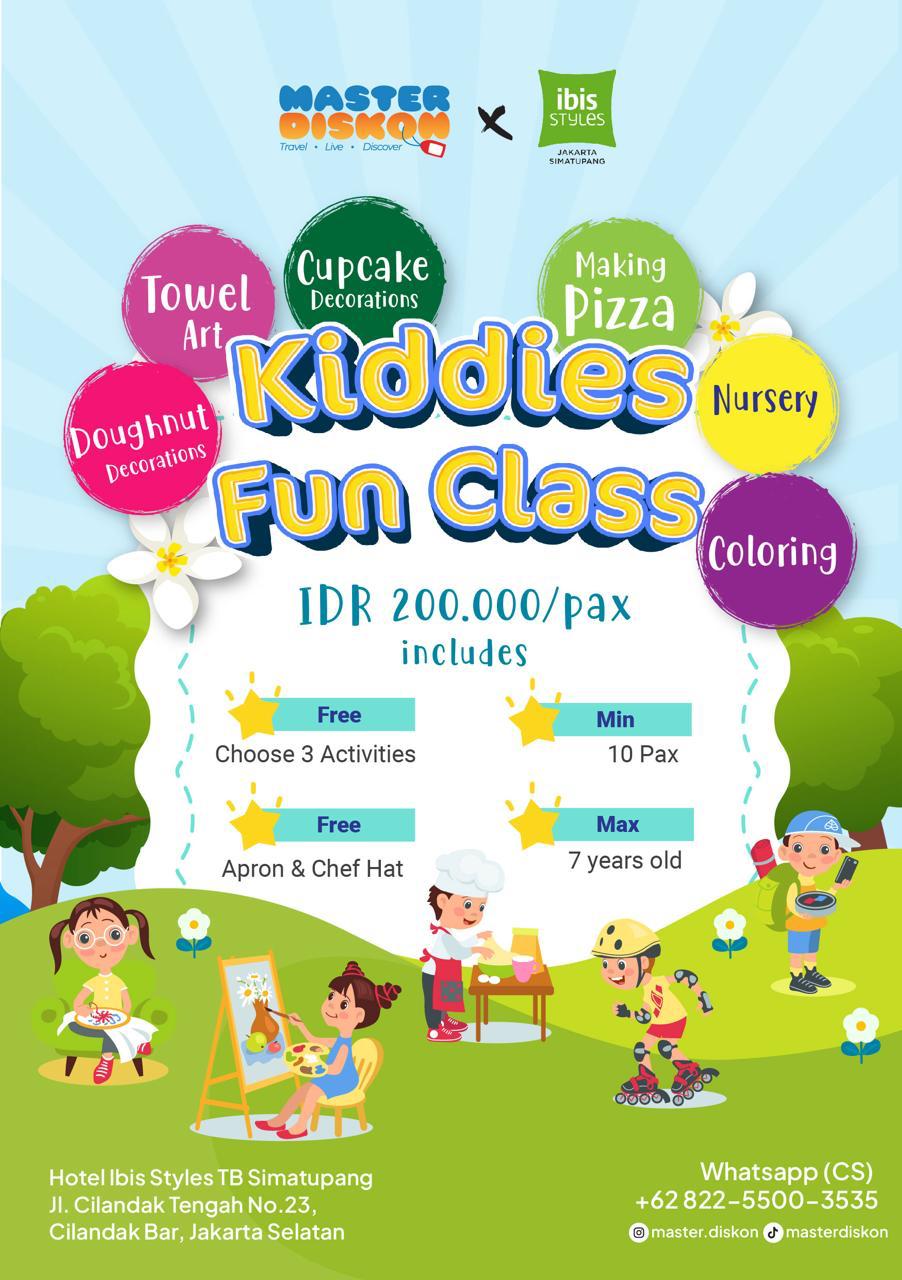 MASTER
DISKON
Travel • Live • Discover
ibis
STYLES
JAKARTA
SIMATUPANG
Towel
Art
Cupcake
Decorations
Making
Pizza
Doughnut
Decorations
Nursery
Coloring
Kiddies
Fun Class
IDR 200.000/pax
includes
Free
Choose 3 Activities
Min
10 Pax
Free
Apron & Chef Hat
Max
7 years old
Hotel Ibis Styles TB Simatupang
Jl. Cilandak Tengah No.23,
Cilandak Bar, Jakarta Selatan
Whatsapp (CS)
+62 822-5500-3535
master.diskon masterdiskon